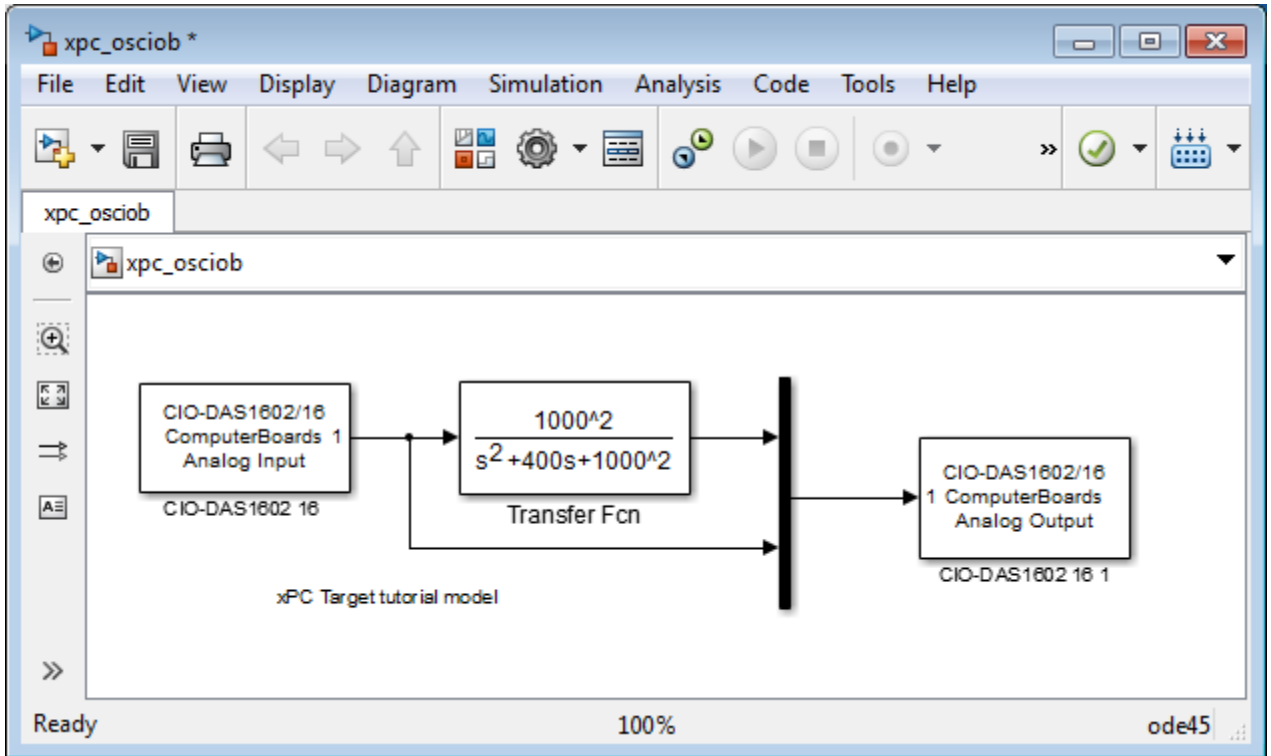 xpc_osciob *
File Edit View Display Diagram Simulation Analysis Code Tools Help
»
xpc_osciob
xpc_osciob
CIO-DAS1602/16
ComputerBoards 1
Analog Input
CIO-DAS1602 16
1000^2
s2+400s+1000^2
Transfer Fcn
CIO-DAS1602/16
1 ComputerBoards
Analog Output
CIO-DAS1602 16 1
xPC Target tutorial model
A
»
Ready 100% ode45